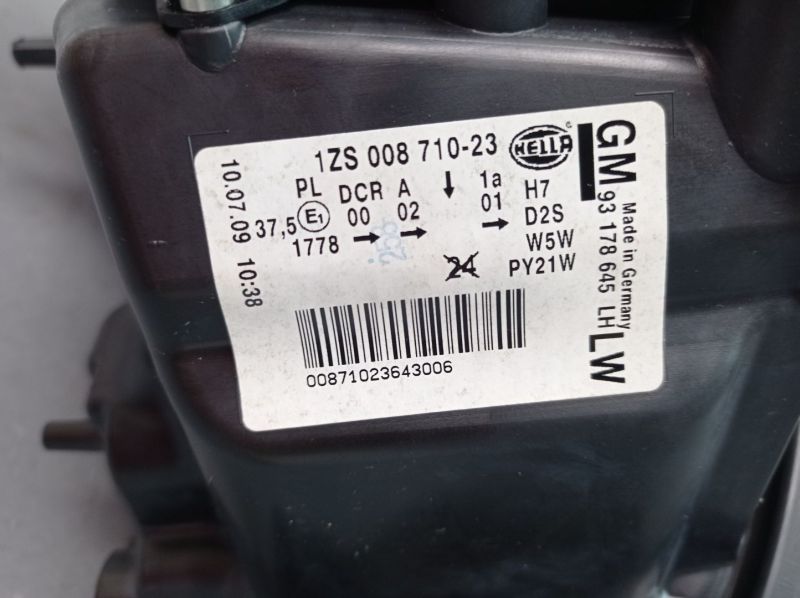 1ZS 008 710-23 HELLA ®
PL DCR A 1a H7
37,5 E1 00 02 01 D2S
1778 W5W
24 PY21W
258
00871023643006
10.07.09 10:38
GM 93 178 645 LH LW
Made in Germany